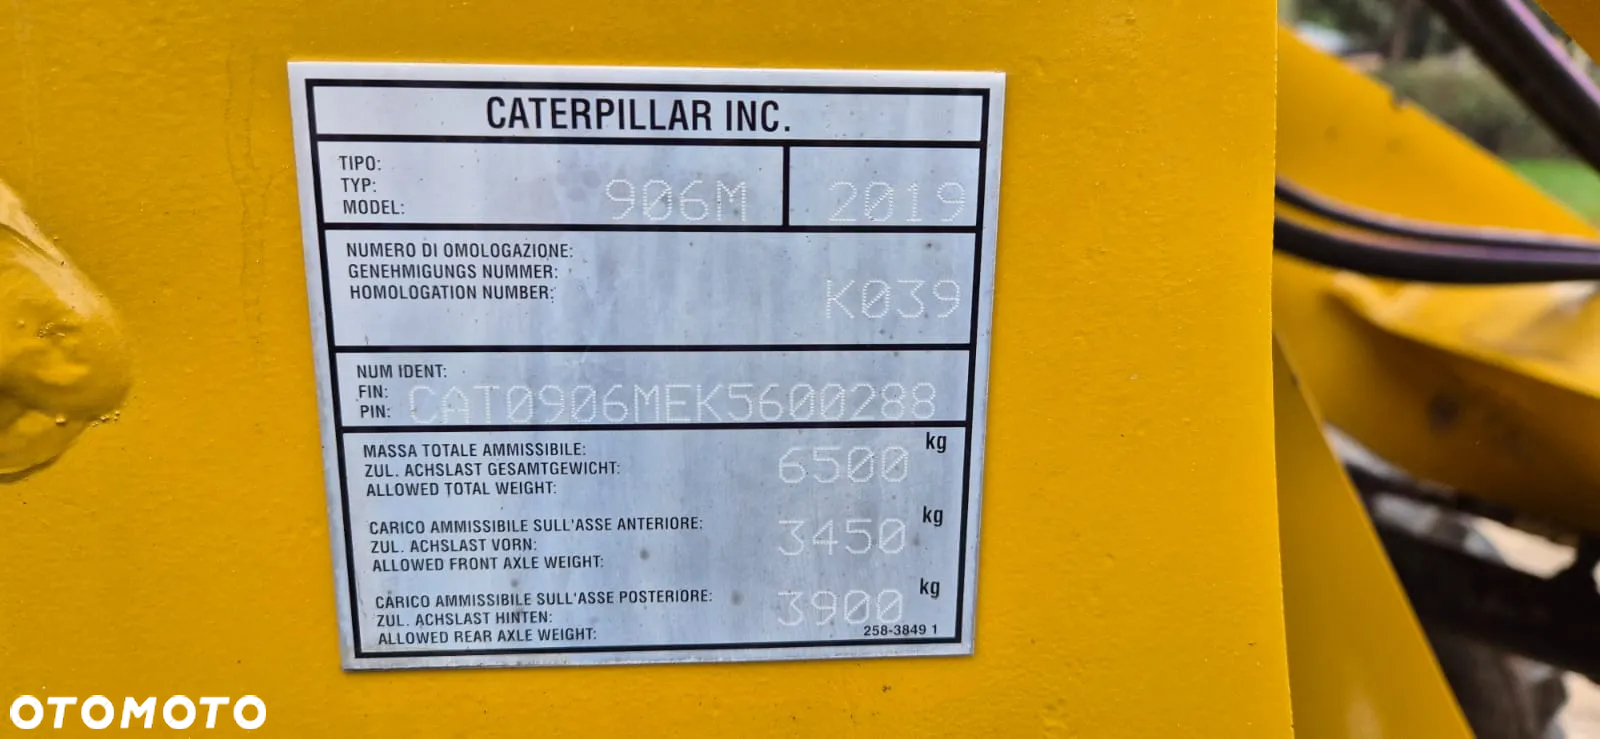 CATERPILLAR INC.
TIPO:
TYP:
MODEL: 906M 2019
NUMERO DI OMOLOGAZIONE:
GENEHMIGUNGS NUMMER:
HOMOLOGATION NUMBER: K039
NUM IDENT:
FIN:
PIN: CAT0906MEK5600288
MASSA TOTALE AMMISSIBILE:
ZUL. ACHSLAST GESAMTGEWICHT: 6500 kg
ALLOWED TOTAL WEIGHT:
CARICO AMMISSIBILE SULL'ASSE ANTERIORE:
ZUL. ACHSLAST VORN: 3450 kg
ALLOWED FRONT AXLE WEIGHT:
CARICO AMMISSIBILE SULL'ASSE POSTERIORE:
ZUL. ACHSLAST HINTEN: 3900 kg
ALLOWED REAR AXLE WEIGHT: 258-3849 1
OTOMOTO